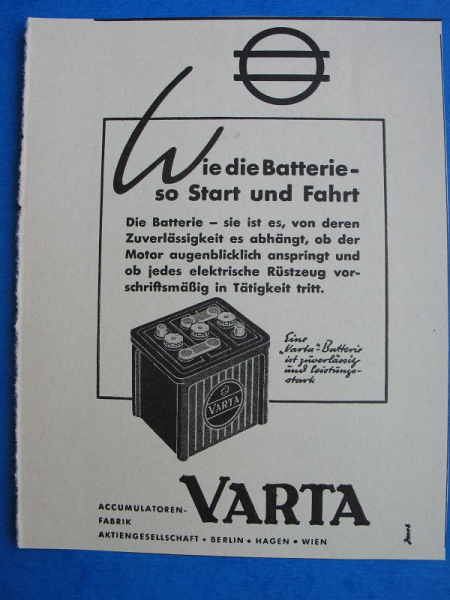 Wie die Batterie-
so Start und Fahrt
Die Batterie – sie ist es, von deren
Zuverlässigkeit es abhängt, ob der
Motor augenblicklich anspringt und
ob jedes elektrische Rüstzeug vor-
schriftsmäßig in Tätigkeit tritt.
Eine
„Varta“-Batterie
ist zuverlässig
und leistungs-
stark
VARTA
ACCUMULATOREN-
FABRIK
VARTA
AKTIENGESELLSCHAFT • BERLIN • HAGEN • WIEN